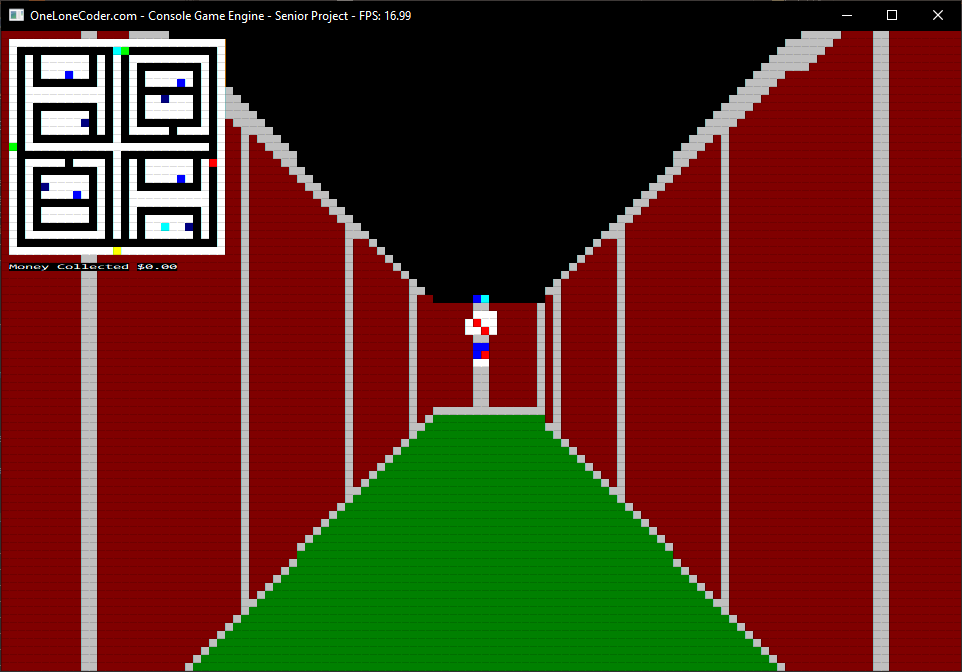 OneLoneCoder.com - Console Game Engine - Senior Project - FPS: 16.99
Money Collected $0.00